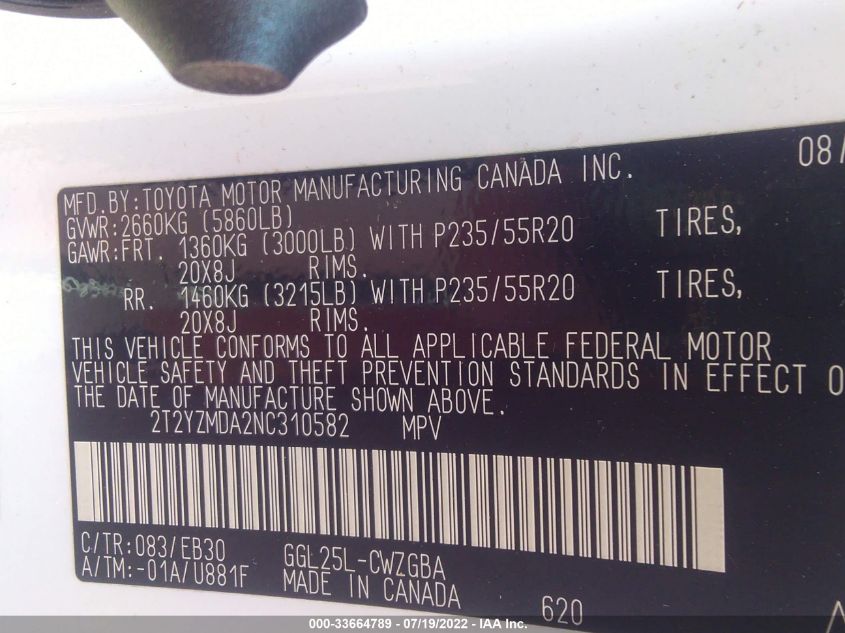 08/
MFD.BY:TOYOTA MOTOR MANUFACTURING CANADA INC.
GVWR:2660KG (5860LB)
GAWR:FRT. 1360KG (3000LB) WITH P235/55R20 TIRES,
20X8J RIMS.
RR. 1460KG (3215LB) WITH P235/55R20 TIRES,
20X8J RIMS.
THIS VEHICLE CONFORMS TO ALL APPLICABLE FEDERAL MOTOR
VEHICLE SAFETY AND THEFT PREVENTION STANDARDS IN EFFECT O
THE DATE OF MANUFACTURE SHOWN ABOVE.
2T2YZMDA2NC310582 MPV
C/TR:083/EB30 GGL25L-CWZGBA
A/TM:-01A/U881F MADE IN CANADA 620
000-33664789 - 07/19/2022 - IAA Inc.